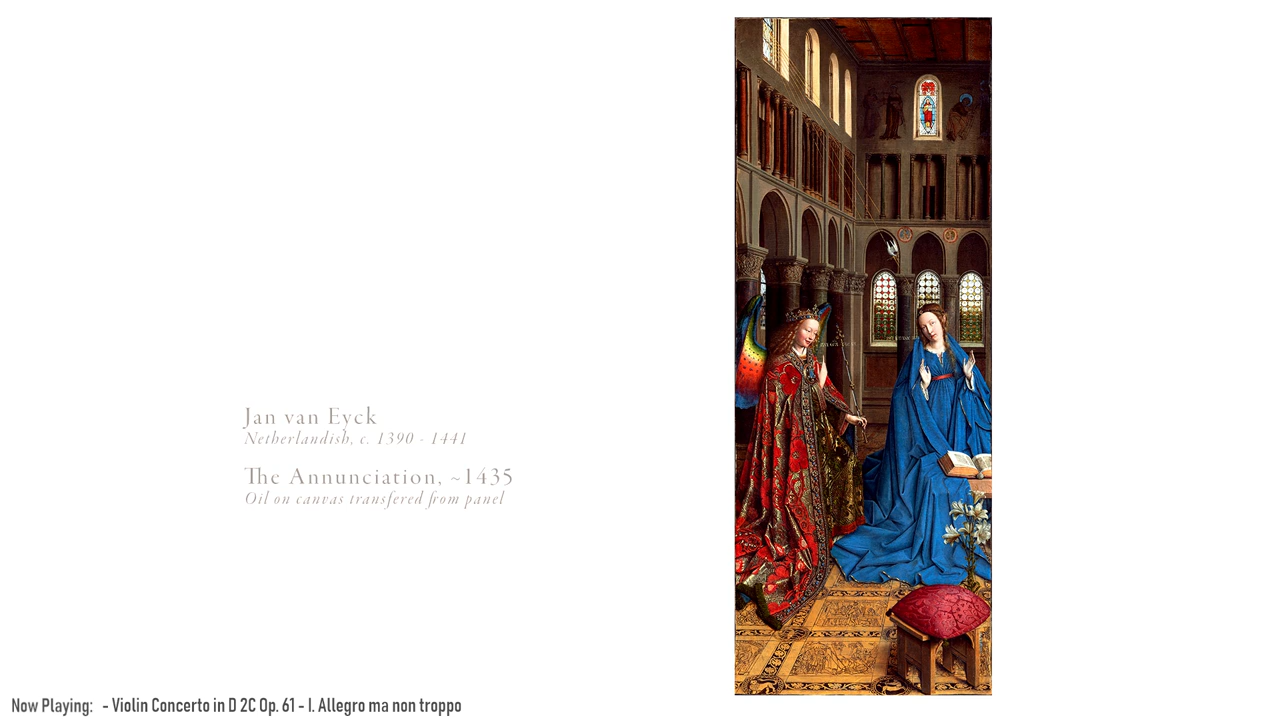 Jan van Eyck
Netherlandish, c. 1390 - 1441
The Annunciation, ~1435
Oil on canvas transfered from panel
Now Playing: - Violin Concerto in D 2C Op. 61 - I. Allegro ma non troppo